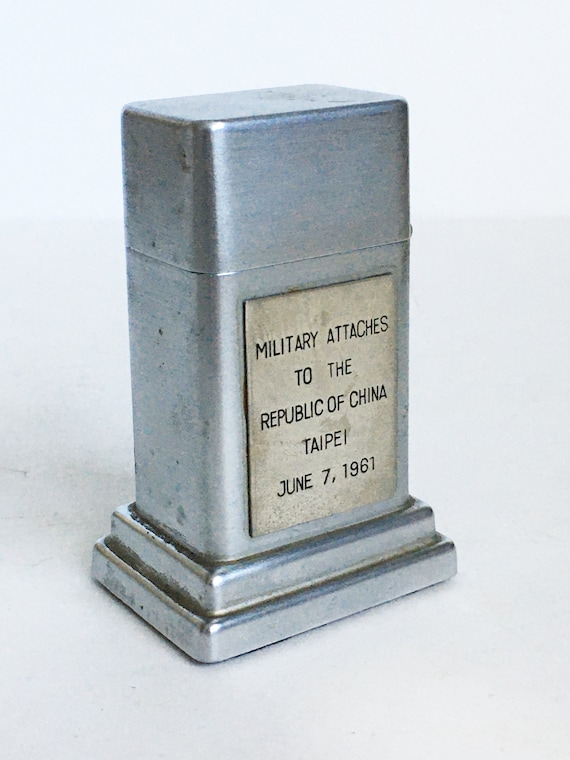 MILITARY ATTACHES
TO THE
REPUBLIC OF CHINA
TAIPEI
JUNE 7, 1961